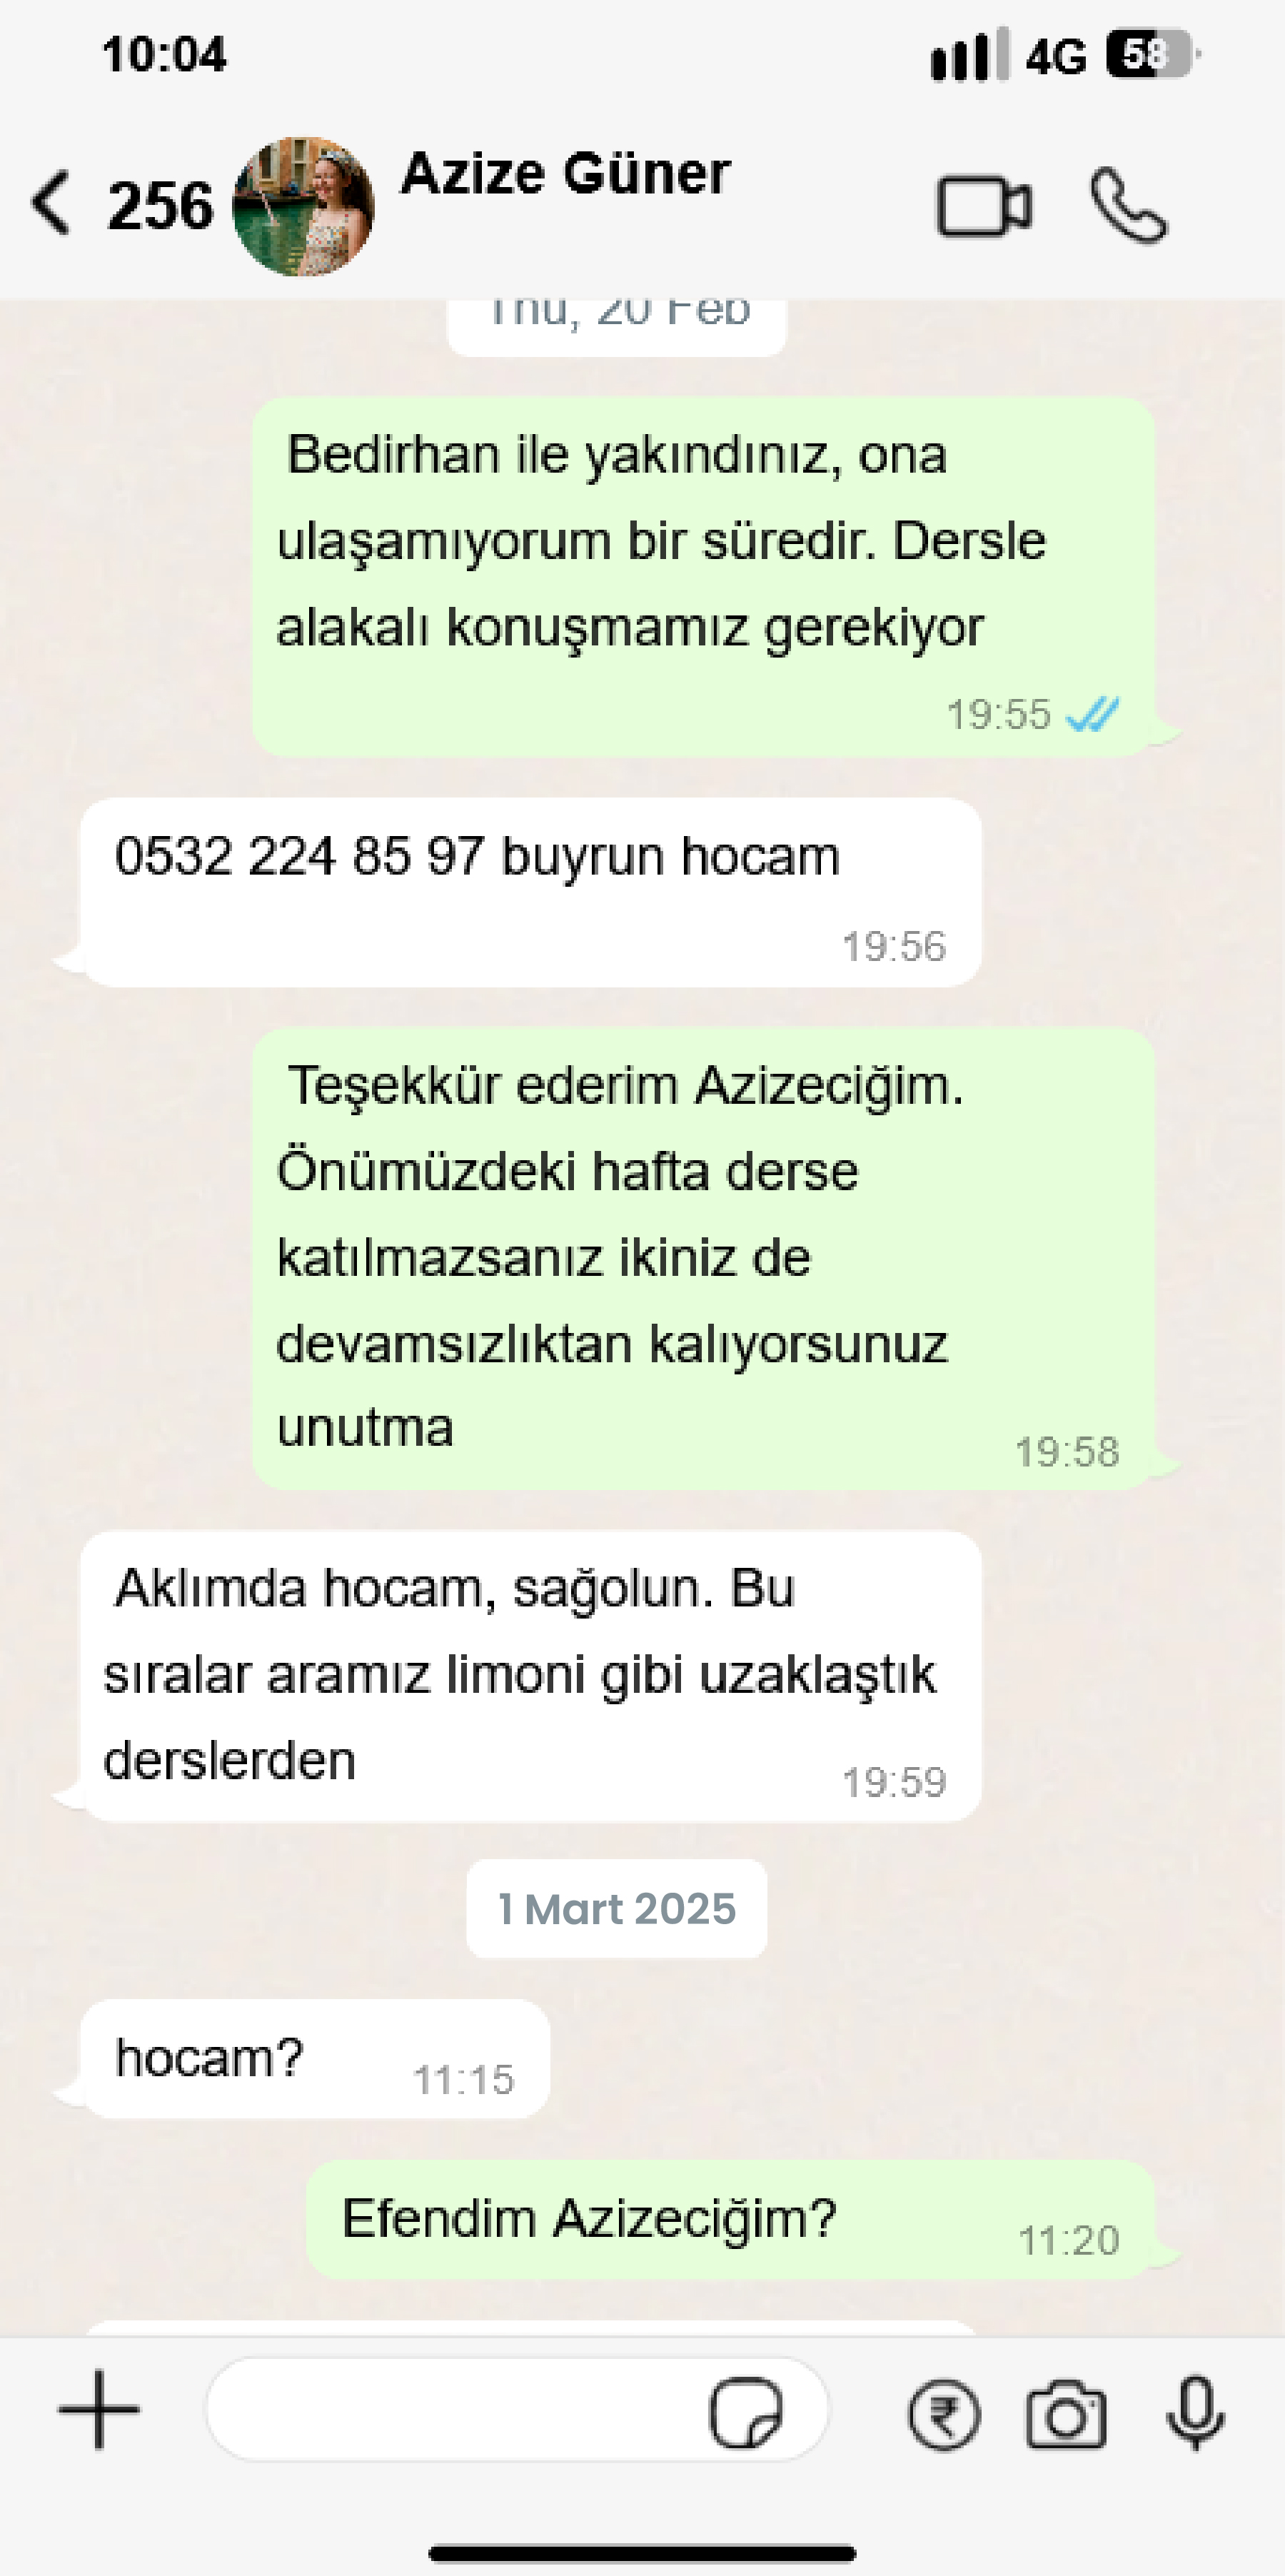 10:04
4G 58
256 Azize Güner
Thu, 20 Feb
Bedirhan ile yakındınız, ona
ulaşamıyorum bir süredir. Dersle
alakalı konuşmamız gerekiyor
19:55
0532 224 85 97 buyrun hocam
19:56
Teşekkür ederim Azizeciğim.
Önümüzdeki hafta derse
katılmazsanız ikiniz de
devamsızlıktan kalıyorsunuz
unutma
19:58
Aklımda hocam, sağolun. Bu
sıralar aramız limoni gibi uzaklaştık
derslerden
19:59
1 Mart 2025
hocam?
11:15
Efendim Azizeciğim?
11:20
₹